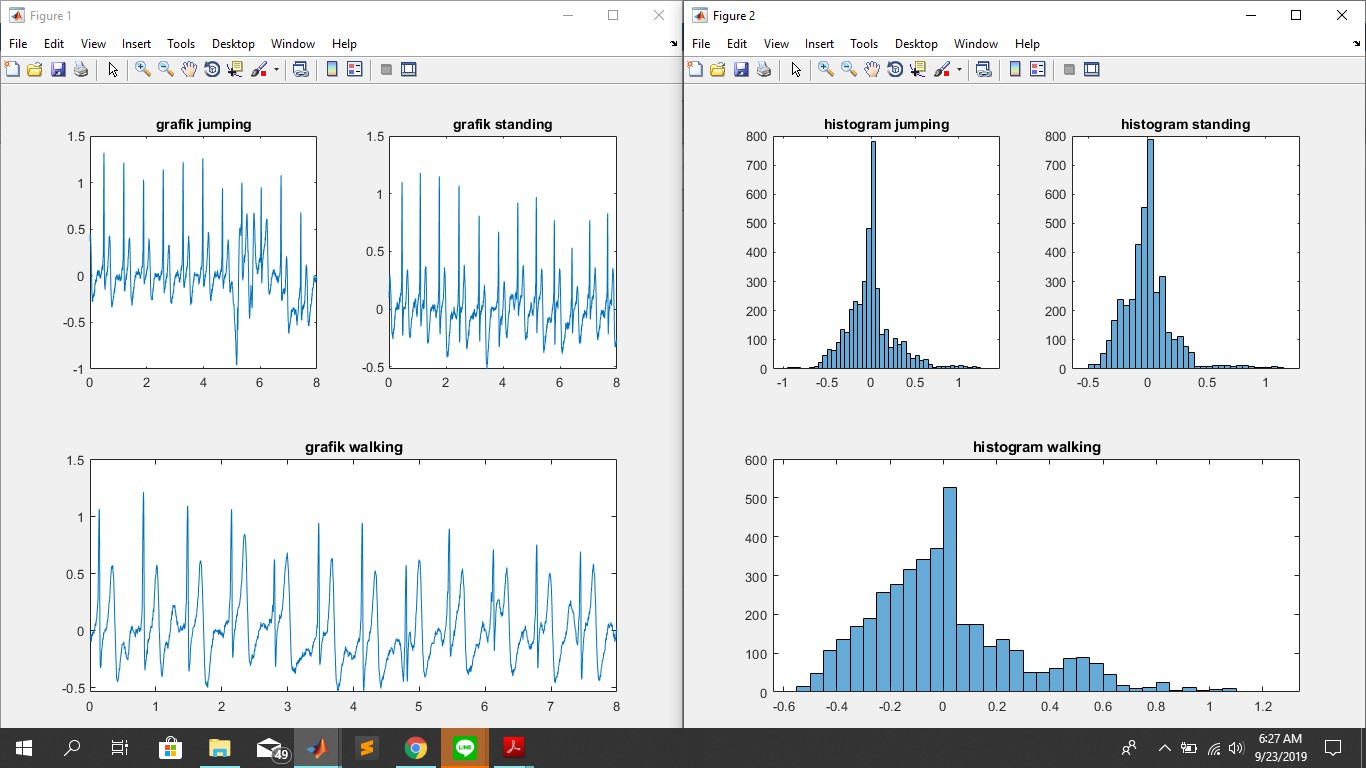 Figure 1
File Edit View Insert Tools Desktop Window Help
grafik jumping
1.5
1
0.5
0
-0.5
-1
0 2 4 6 8
grafik standing
1.5
1
0.5
0
-0.5
0 2 4 6 8
grafik walking
1.5
1
0.5
0
-0.5
0 1 2 3 4 5 6 7 8
Figure 2
File Edit View Insert Tools Desktop Window Help
histogram jumping
800
700
600
500
400
300
200
100
0
-1 -0.5 0 0.5 1
histogram standing
800
700
600
500
400
300
200
100
0
-0.5 0 0.5 1
histogram walking
600
500
400
300
200
100
0
-0.6 -0.4 -0.2 0 0.2 0.4 0.6 0.8 1 1.2
49
LINE
6:27 AM
9/23/2019